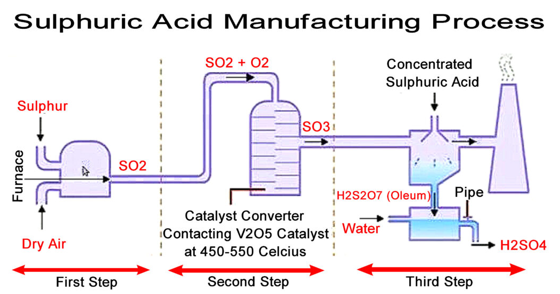 Sulphuric Acid Manufacturing Process
SO2 + O2
Concentrated
Sulphuric Acid
Sulphur
SO3
Furnace
SO2
H2S2O7 (Oleum)
Pipe
Catalyst Converter
Contacting V2O5 Catalyst
at 450-550 Celcius
Water
Dry Air
H2SO4
First Step
Second Step
Third Step